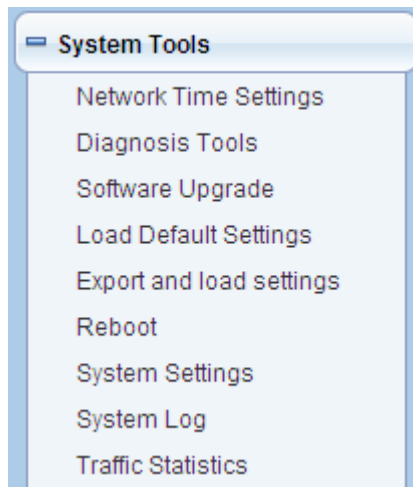 System Tools
Network Time Settings
Diagnosis Tools
Software Upgrade
Load Default Settings
Export and load settings
Reboot
System Settings
System Log
Traffic Statistics